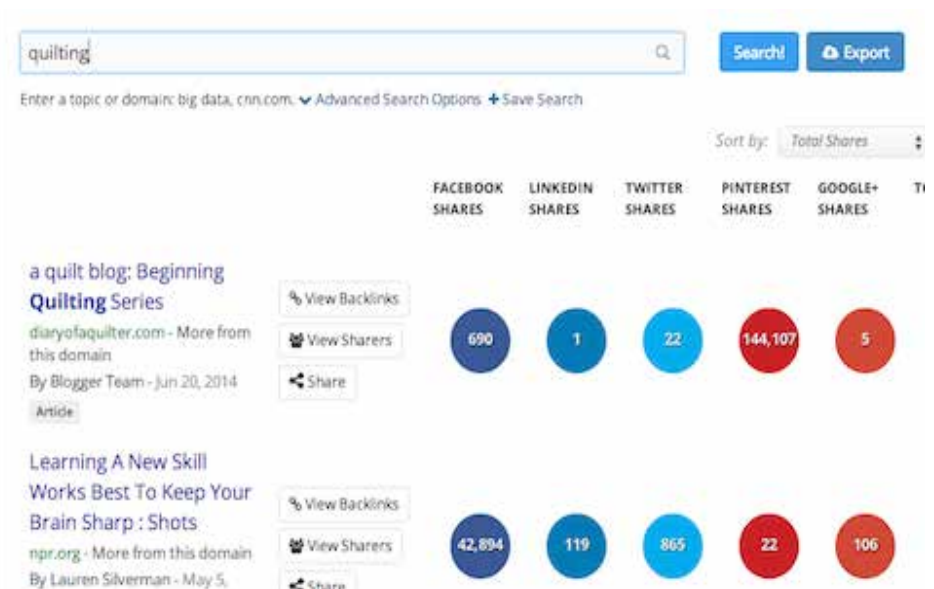 quilting
Search!
Export
Enter a topic or domain: big data, cnn.com. Advanced Search Options + Save Search
Sort by: Total Shares
FACEBOOK SHARES
LINKEDIN SHARES
TWITTER SHARES
PINTEREST SHARES
GOOGLE+ SHARES
a quilt blog: Beginning
Quilting Series
diaryofaquilter.com - More from
this domain
By Blogger Team - Jun 20, 2014
Article
View Backlinks
View Sharers
Share
690
1
22
144,107
5
Learning A New Skill
Works Best To Keep Your
Brain Sharp : Shots
npr.org - More from this domain
By Lauren Silverman - May 5,
View Backlinks
View Sharers
Share
42,894
119
865
22
106